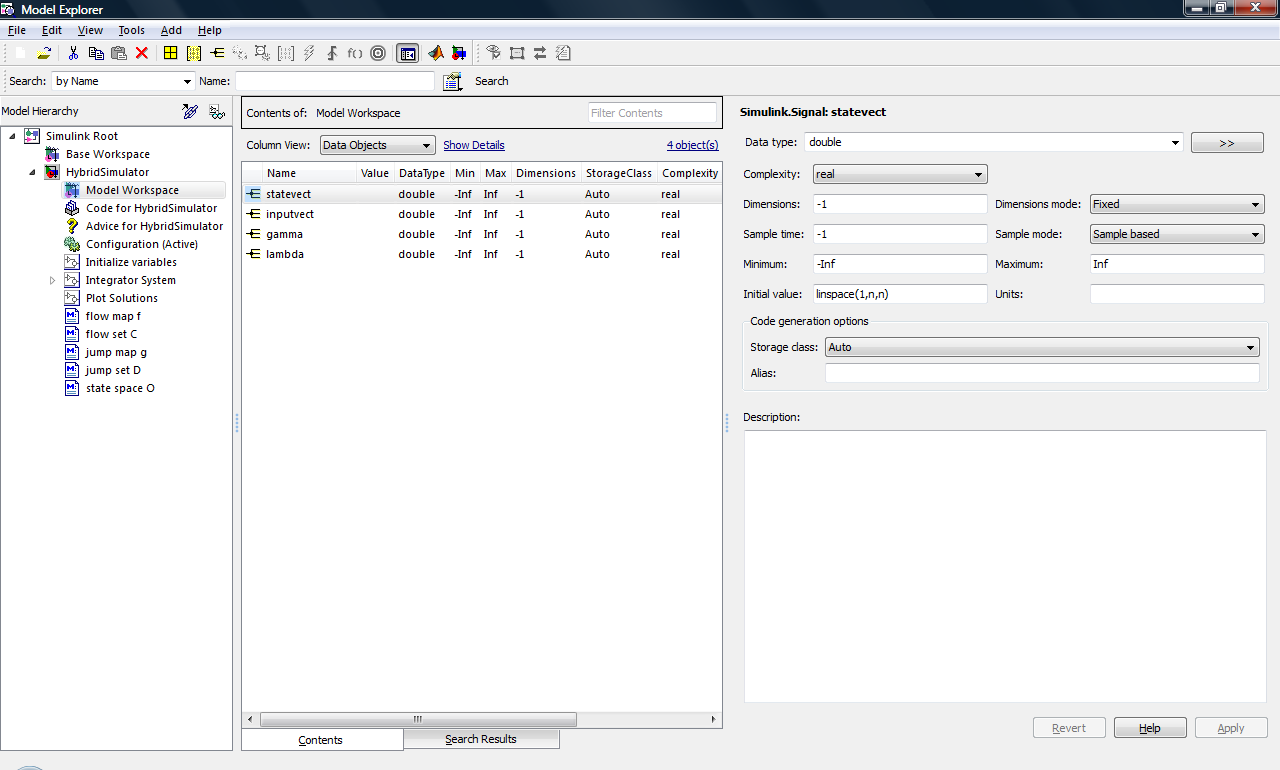 Model Explorer
File Edit View Tools Add Help
Search: by Name Name: Search
Model Hierarchy
Simulink Root
Base Workspace
HybridSimulator
Model Workspace
Code for HybridSimulator
Advice for HybridSimulator
Configuration (Active)
Initialize variables
Integrator System
Plot Solutions
flow map f
flow set C
jump map g
jump set D
state space O
Contents of: Model Workspace Filter Contents
Column View: Data Objects Show Details 4 object(s)
Name Value DataType Min Max Dimensions StorageClass Complexity
statevect double -Inf Inf -1 Auto real
inputvect double -Inf Inf -1 Auto real
gamma double -Inf Inf -1 Auto real
lambda double -Inf Inf -1 Auto real
Contents Search Results
Simulink.Signal: statevect
Data type: double >>
Complexity: real
Dimensions: -1 Dimensions mode: Fixed
Sample time: -1 Sample mode: Sample based
Minimum: -Inf Maximum: Inf
Initial value: linspace(1,n,n) Units:
Code generation options
Storage class: Auto
Alias:
Description:
Revert Help Apply